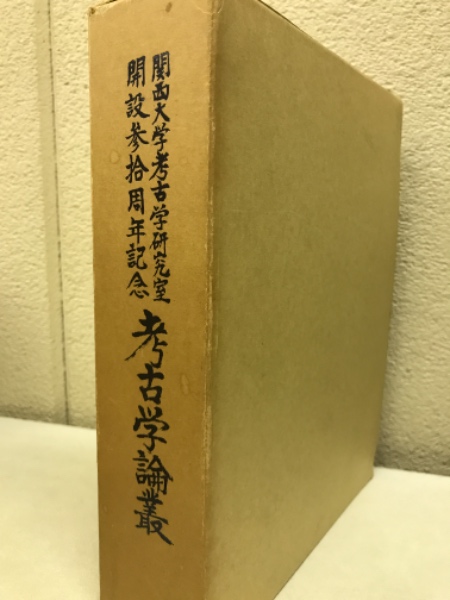 関西大学考古学研究室
開設参拾周年記念
考古学論叢